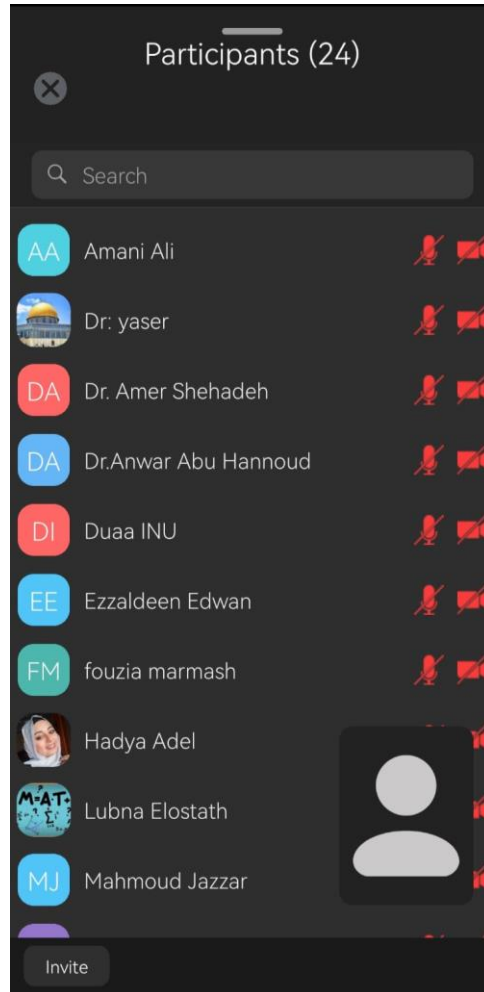 Participants (24)
Search
AA Amani Ali
Dr: yaser
DA Dr. Amer Shehadeh
DA Dr.Anwar Abu Hannoud
DI Duaa INU
EE Ezzaldeen Edwan
FM fouzia marmash
Hadya Adel
M=A+T+ Lubna Elostath
MJ Mahmoud Jazzar
Invite